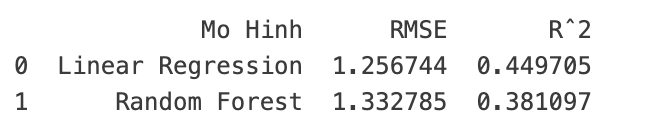 Mo Hinh RMSE R^2
0 Linear Regression 1.256744 0.449705
1 Random Forest 1.332785 0.381097